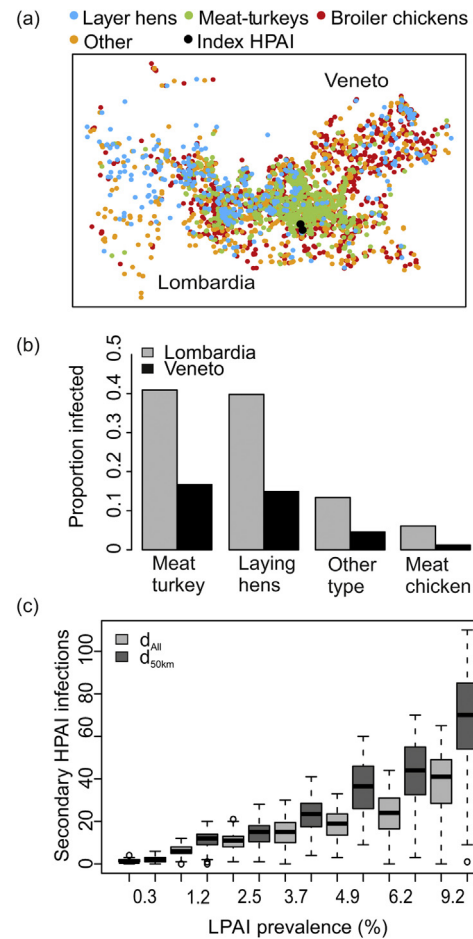 (a)
Layer hens Meat-turkeys Broiler chickens
Other Index HPAI
Veneto
Lombardia
(b)
Lombardia
Veneto
Proportion infected
0 0.1 0.2 0.3 0.4 0.5
Meat turkey
Laying hens
Other type
Meat chicken
(c)
dAll
d50km
Secondary HPAI infections
0 20 40 60 80 100
0.3 1.2 2.5 3.7 4.9 6.2 9.2
LPAI prevalence (%)